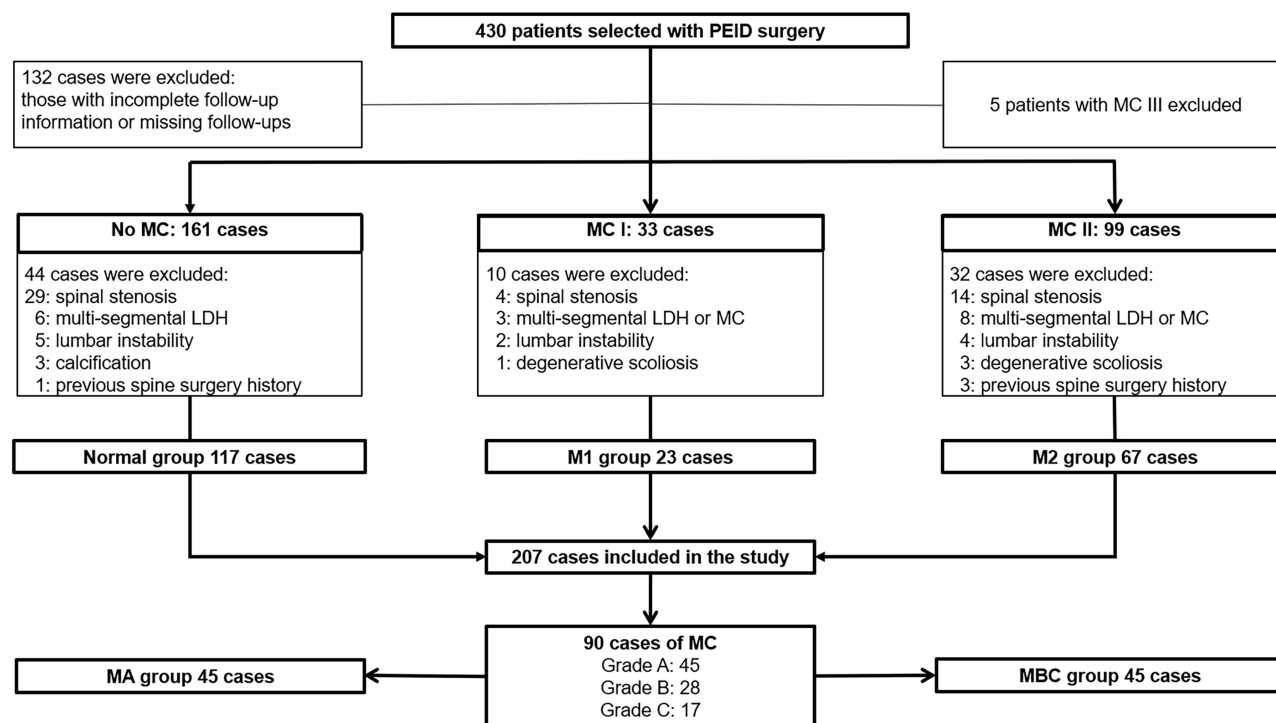 430 patients selected with PEID surgery
132 cases were excluded:
those with incomplete follow-up
information or missing follow-ups
5 patients with MC III excluded
No MC: 161 cases
44 cases were excluded:
29: spinal stenosis
6: multi-segmental LDH
5: lumbar instability
3: calcification
1: previous spine surgery history
MC I: 33 cases
10 cases were excluded:
4: spinal stenosis
3: multi-segmental LDH or MC
2: lumbar instability
1: degenerative scoliosis
MC II: 99 cases
32 cases were excluded:
14: spinal stenosis
8: multi-segmental LDH or MC
4: lumbar instability
3: degenerative scoliosis
3: previous spine surgery history
Normal group 117 cases
M1 group 23 cases
M2 group 67 cases
207 cases included in the study
90 cases of MC
Grade A: 45
Grade B: 28
Grade C: 17
MA group 45 cases
MBC group 45 cases